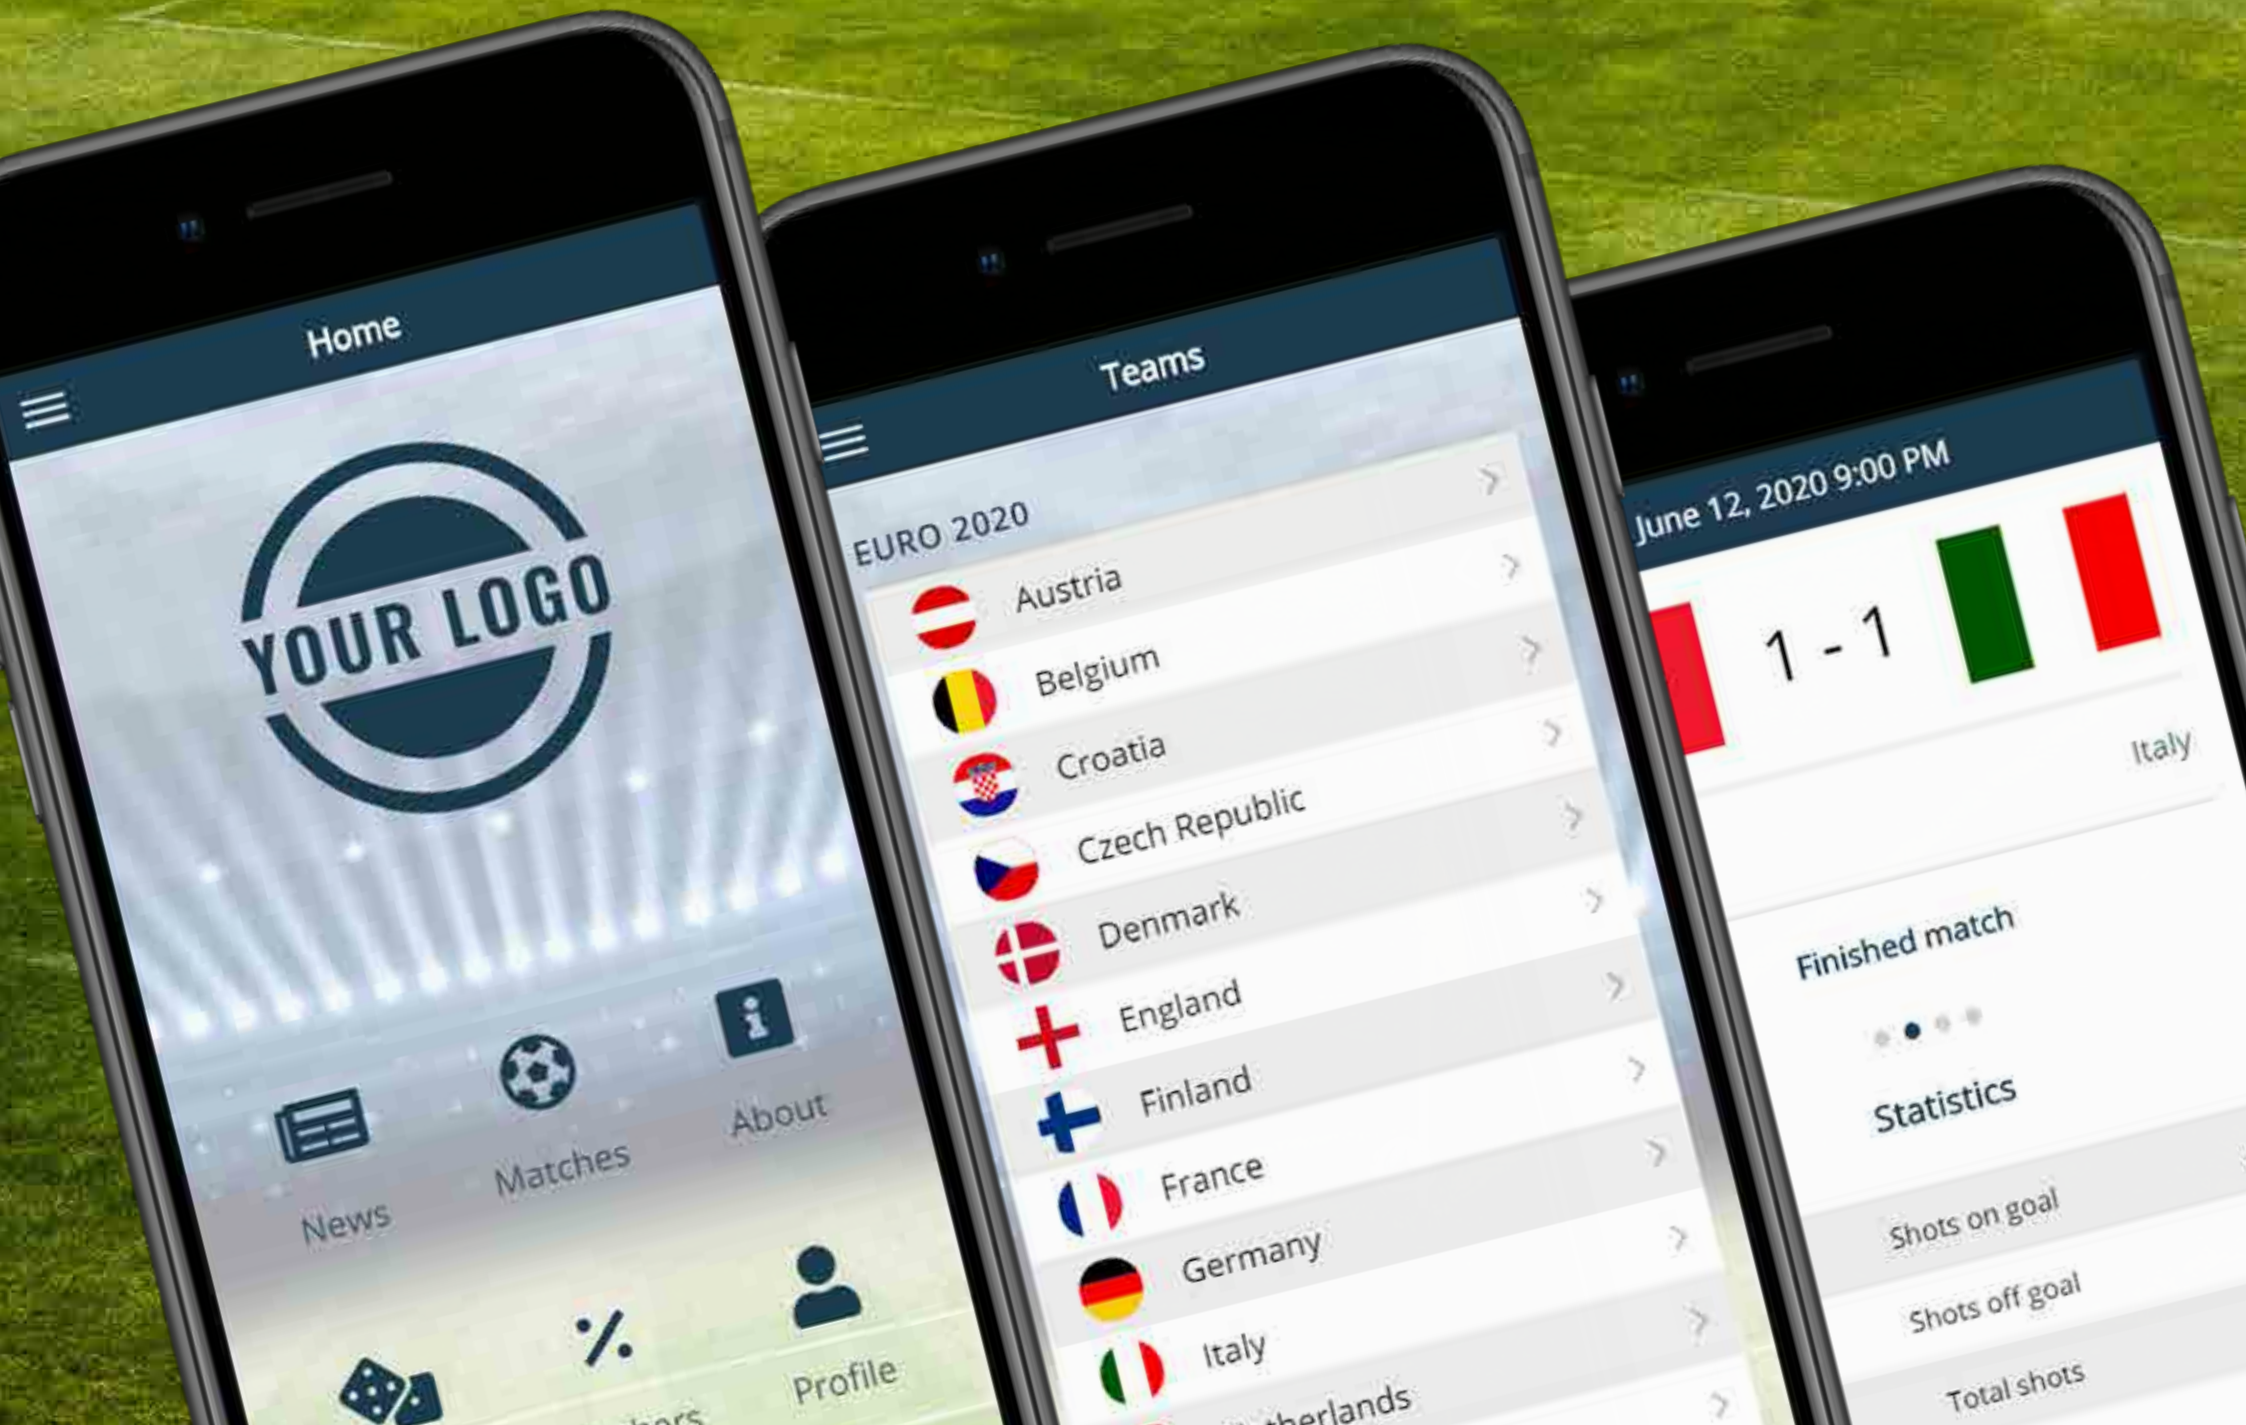 Home
YOUR LOGO
News
Matches
About
Profile
Teams
EURO 2020
Austria
Belgium
Croatia
Czech Republic
Denmark
England
Finland
France
Germany
Italy
June 12, 2020 9:00 PM
1 - 1
Italy
Finished match
Statistics
Shots on goal
Shots off goal
Total shots